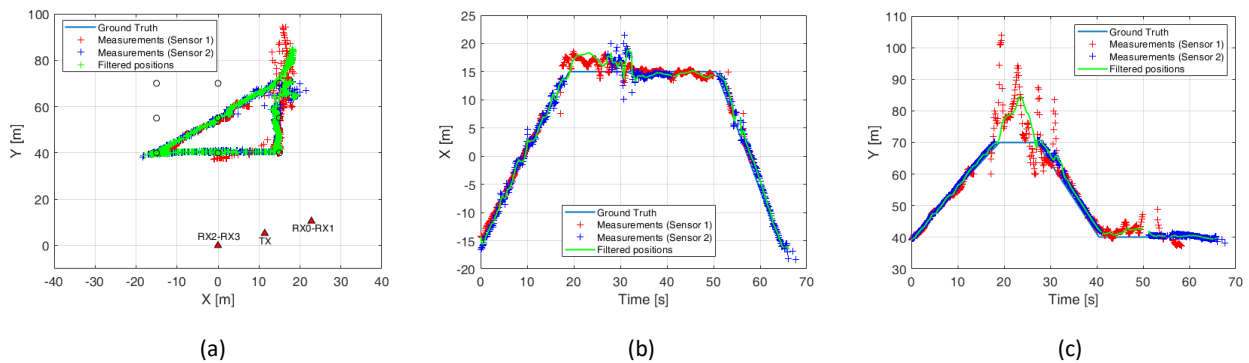 Ground Truth
Measurements (Sensor 1)
Measurements (Sensor 2)
Filtered positions
100
80
60
40
20
0
-20
Y [m]
RX2-RX3
TX
RX0-RX1
-40 -30 -20 -10 0 10 20 30 40
X [m]
(a)
25
20
15
10
5
0
-5
-10
-15
-20
X [m]
Ground Truth
Measurements (Sensor 1)
Measurements (Sensor 2)
Filtered positions
0 10 20 30 40 50 60 70
Time [s]
(b)
110
100
90
80
70
60
50
40
30
Y [m]
Ground Truth
Measurements (Sensor 1)
Measurements (Sensor 2)
Filtered positions
0 10 20 30 40 50 60 70
Time [s]
(c)